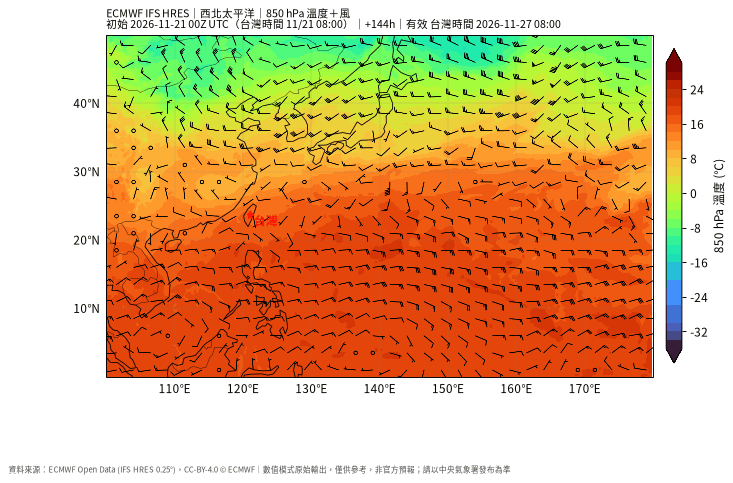 ECMWF IFS HRES｜西北太平洋｜850 hPa 溫度＋風
初始 2026-11-21 00Z UTC（台灣時間 11/21 08:00）｜+144h｜有效 台灣時間 2026-11-27 08:00
40°N
30°N
20°N
10°N
台灣
110°E 120°E 130°E 140°E 150°E 160°E 170°E
24
16
8
0
-8
-16
-24
-32
850 hPa 溫度 (°C)
資料來源：ECMWF Open Data (IFS HRES 0.25°)，CC-BY-4.0 © ECMWF｜數值模式原始輸出，僅供參考，非官方預報；請以中央氣象署發布為準